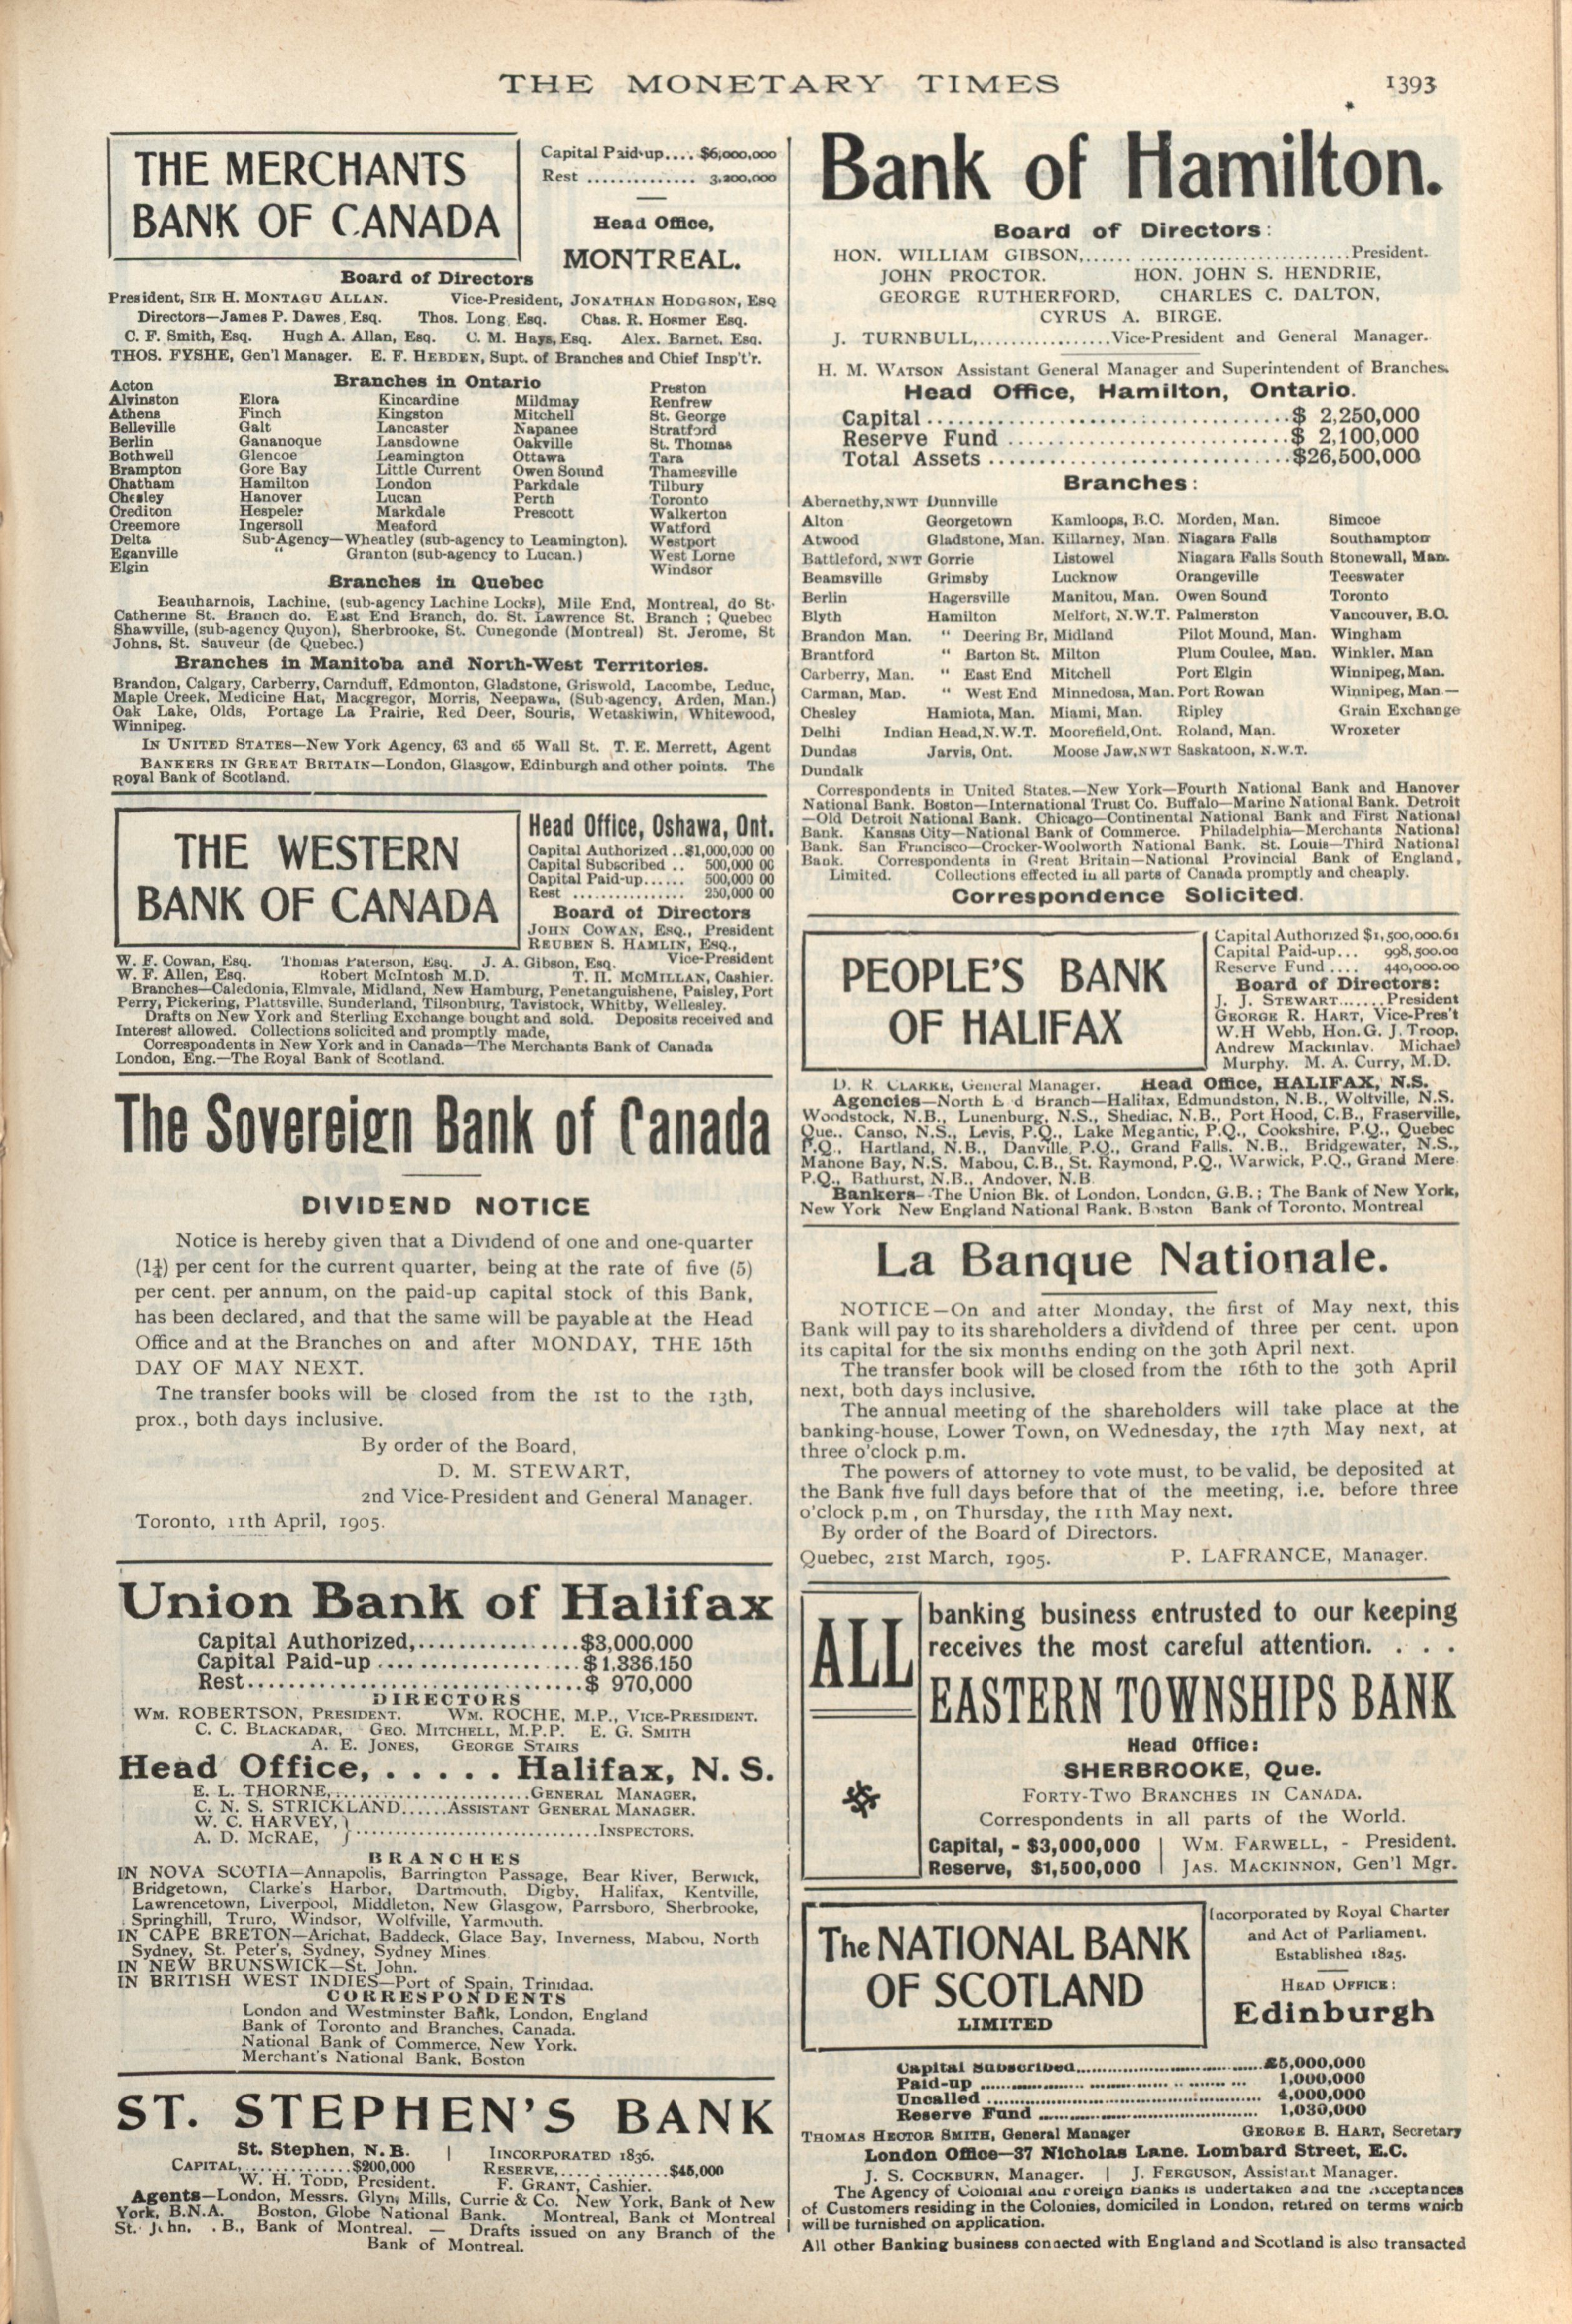 THE MONETARY TIMES 1393
THE MERCHANTS
BANK OF CANADA
Capital Paid-up.... $6,000,000
Rest .............. 3,200,000
Head Office,
MONTREAL.
Board of Directors
President, SIR H. MONTAGU ALLAN. Vice-President, JONATHAN HODGSON, ESQ
Directors—James P. Dawes, Esq. Thos. Long Esq. Chas. R. Hosmer Esq.
C. F. Smith, Esq. Hugh A. Allan, Esq. C. M. Hays, Esq. Alex. Barnet, Esq.
THOS. FYSHE, Gen'l Manager. E. F. HEBDEN, Supt. of Branches and Chief Insp't'r.
Branches in Ontario
Acton Preston
Alvinston Elora Kincardine Mildmay Renfrew
Athens Finch Kingston Mitchell St. George
Belleville Galt Lancaster Napanee Stratford
Berlin Gananoque Lansdowne Oakville St. Thomas
Bothwell Glencoe Leamington Ottawa Tara
Brampton Gore Bay Little Current Owen Sound Thamesville
Chatham Hamilton London Parkdale Tilbury
Chesley Hanover Lucan Perth Toronto
Crediton Hespeler Markdale Prescott Walkerton
Creemore Ingersoll Meaford Watford
Delta Sub-Agency—Wheatley (sub-agency to Leamington). Westport
Eganville " Granton (sub-agency to Lucan.) West Lorne
Elgin Windsor
Branches in Quebec
Beauharnois, Lachine, (sub-agency Lachine Locks), Mile End, Montreal, do St.
Catherine St. Branch do. East End Branch, do. St. Lawrence St. Branch ; Quebec
Shawville, (sub-agency Quyon), Sherbrooke, St. Cunegonde (Montreal) St. Jerome, St
Johns, St. Sauveur (de Quebec.)
Branches in Manitoba and North-West Territories.
Brandon, Calgary, Carberry, Carnduff, Edmonton, Gladstone, Griswold, Lacombe, Leduc,
Maple Creek, Medicine Hat, Macgregor, Morris, Neepawa, (Sub-agency, Arden, Man.)
Oak Lake, Olds, Portage La Prairie, Red Deer, Souris, Wetaskiwin, Whitewood,
Winnipeg.
IN UNITED STATES—New York Agency, 63 and 65 Wall St. T. E. Merrett, Agent
BANKERS IN GREAT BRITAIN—London, Glasgow, Edinburgh and other points. The
Royal Bank of Scotland.
THE WESTERN
BANK OF CANADA
Head Office, Oshawa, Ont.
Capital Authorized ..$1,000,000 00
Capital Subscribed .. 500,000 00
Capital Paid-up...... 500,000 00
Rest ................ 250,000 00
Board of Directors
JOHN COWAN, ESQ., President
REUBEN S. HAMLIN, ESQ.,
Vice-President
W. F. Cowan, Esq. Thomas Paterson, Esq. J. A. Gibson, Esq.
W. F. Allen, Esq. Robert McIntosh M.D. T. H. MCMILLAN, Cashier.
Branches—Caledonia, Elmvale, Midland, New Hamburg, Penetanguishene, Paisley, Port
Perry, Pickering, Plattsville, Sunderland, Tilsonburg, Tavistock, Whitby, Wellesley.
Drafts on New York and Sterling Exchange bought and sold. Deposits received and
Interest allowed. Collections solicited and promptly made,
Correspondents in New York and in Canada—The Merchants Bank of Canada
London, Eng.—The Royal Bank of Scotland.
The Sovereign Bank of Canada
DIVIDEND NOTICE
Notice is hereby given that a Dividend of one and one-quarter
(1¼) per cent for the current quarter, being at the rate of five (5)
per cent. per annum, on the paid-up capital stock of this Bank,
has been declared, and that the same will be payable at the Head
Office and at the Branches on and after MONDAY, THE 15th
DAY OF MAY NEXT.
The transfer books will be closed from the 1st to the 13th,
prox., both days inclusive.
By order of the Board,
D. M. STEWART,
2nd Vice-President and General Manager.
Toronto, 11th April, 1905.
Union Bank of Halifax
Capital Authorized,................$3,000,000
Capital Paid-up ....................$1,336,150
Rest................................$ 970,000
DIRECTORS
WM. ROBERTSON, PRESIDENT. WM. ROCHE, M.P., VICE-PRESIDENT.
C. C. BLACKADAR, GEO. MITCHELL, M.P.P. E. G. SMITH
A. E. JONES, GEORGE STAIRS
Head Office, . . . . . Halifax, N. S.
E. L. THORNE,..........................GENERAL MANAGER,
C. N. S. STRICKLAND......ASSISTANT GENERAL MANAGER.
W. C. HARVEY, }
A. D. MCRAE, } ..............................INSPECTORS.
BRANCHES
IN NOVA SCOTIA—Annapolis, Barrington Passage, Bear River, Berwick,
Bridgetown, Clarke's Harbor, Dartmouth, Digby, Halifax, Kentville,
Lawrencetown, Liverpool, Middleton, New Glasgow, Parrsboro, Sherbrooke,
Springhill, Truro, Windsor, Wolfville, Yarmouth.
IN CAPE BRETON—Arichat, Baddeck, Glace Bay, Inverness, Mabou, North
Sydney, St. Peter's, Sydney, Sydney Mines
IN NEW BRUNSWICK—St. John.
IN BRITISH WEST INDIES—Port of Spain, Trinidad.
CORRESPONDENTS
London and Westminster Bank, London, England
Bank of Toronto and Branches, Canada.
National Bank of Commerce, New York.
Merchant's National Bank, Boston
ST. STEPHEN'S BANK
St. Stephen, N. B. | INCORPORATED 1836.
CAPITAL,..............$200,000 RESERVE,..............$45,000
W. H. TODD, President. F. GRANT, Cashier.
Agents—London, Messrs. Glyn, Mills, Currie & Co. New York, Bank of New
York, B.N.A. Boston, Globe National Bank. Montreal, Bank of Montreal
St. John, . B., Bank of Montreal. — Drafts issued on any Branch of the
Bank of Montreal.
Bank of Hamilton.
Board of Directors:
HON. WILLIAM GIBSON,................................President.
JOHN PROCTOR. HON. JOHN S. HENDRIE,
GEORGE RUTHERFORD, CHARLES C. DALTON,
CYRUS A. BIRGE.
J. TURNBULL,.................Vice-President and General Manager.
H. M. WATSON Assistant General Manager and Superintendent of Branches.
Head Office, Hamilton, Ontario.
Capital ....................................$ 2,250,000
Reserve Fund ............................$ 2,100,000
Total Assets ..............................$26,500,000
Branches:
Abernethy, NWT Dunnville
Alton Georgetown Kamloops, B.C. Morden, Man. Simcoe
Atwood Gladstone, Man. Killarney, Man. Niagara Falls Southampton
Battleford, NWT Gorrie Listowel Niagara Falls South Stonewall, Man.
Beamsville Grimsby Lucknow Orangeville Teeswater
Berlin Hagersville Manitou, Man. Owen Sound Toronto
Blyth Hamilton Melfort, N.W.T. Palmerston Vancouver, B.C.
Brandon Man. " Deering Br, Midland Pilot Mound, Man. Wingham
Brantford " Barton St. Milton Plum Coulee, Man. Winkler, Man
Carberry, Man. " East End Mitchell Port Elgin Winnipeg, Man.
Carman, Man. " West End Minnedosa, Man. Port Rowan Winnipeg, Man.—
Chesley Hamiota, Man. Miami, Man. Ripley Grain Exchange
Delhi Indian Head, N.W.T. Moorefield, Ont. Roland, Man. Wroxeter
Dundas Jarvis, Ont. Moose Jaw, NWT Saskatoon, N.W.T.
Dundalk
Correspondents in United States.—New York—Fourth National Bank and Hanover
National Bank. Boston—International Trust Co. Buffalo—Marine National Bank. Detroit
—Old Detroit National Bank. Chicago—Continental National Bank and First National
Bank. Kansas City—National Bank of Commerce. Philadelphia—Merchants National
Bank. San Francisco—Crocker-Woolworth National Bank. St. Louis—Third National
Bank. Correspondents in Great Britain—National Provincial Bank of England,
Limited. Collections effected in all parts of Canada promptly and cheaply.
Correspondence Solicited.
PEOPLE'S BANK
OF HALIFAX
Capital Authorized $1,500,000.61
Capital Paid-up... 998,500.00
Reserve Fund .... 440,000.00
Board of Directors:
J. J. STEWART.......President
GEORGE R. HART, Vice-Pres't
W.H Webb, Hon. G. J. Troop,
Andrew Mackinlay. Michael
Murphy. M. A. Curry, M.D.
D. R. CLARKE, General Manager. Head Office, HALIFAX, N.S.
Agencies—North E d Branch—Halifax, Edmundston, N.B., Wolfville, N.S.
Woodstock, N.B., Lunenburg, N.S., Shediac, N.B., Port Hood, C.B., Fraserville,
Que., Canso, N.S., Levis, P.Q., Lake Megantic, P.Q., Cookshire, P.Q., Quebec
P.Q., Hartland, N.B., Danville, P.Q., Grand Falls, N.B., Bridgewater, N.S.,
Mahone Bay, N.S. Mabou, C.B., St. Raymond, P.Q., Warwick, P.Q., Grand Mere
P.Q., Bathurst, N.B., Andover, N.B.
Bankers—The Union Bk. of London, London, G.B.; The Bank of New York,
New York New England National Bank, Boston Bank of Toronto, Montreal
La Banque Nationale.
NOTICE—On and after Monday, the first of May next, this
Bank will pay to its shareholders a dividend of three per cent. upon
its capital for the six months ending on the 30th April next.
The transfer book will be closed from the 16th to the 30th April
next, both days inclusive.
The annual meeting of the shareholders will take place at the
banking-house, Lower Town, on Wednesday, the 17th May next, at
three o'clock p.m.
The powers of attorney to vote must, to be valid, be deposited at
the Bank five full days before that of the meeting, i.e. before three
o'clock p.m , on Thursday, the 11th May next.
By order of the Board of Directors.
Quebec, 21st March, 1905. P. LAFRANCE, Manager.
ALL
banking business entrusted to our keeping
receives the most careful attention. . . .
EASTERN TOWNSHIPS BANK
Head Office:
SHERBROOKE, Que.
FORTY-TWO BRANCHES IN CANADA.
Correspondents in all parts of the World.
Capital, - $3,000,000 | WM. FARWELL, - President.
Reserve, $1,500,000 | JAS. MACKINNON, Gen'l Mgr.
The NATIONAL BANK
OF SCOTLAND
LIMITED
Incorporated by Royal Charter
and Act of Parliament.
Established 1825.
HEAD OFFICE:
Edinburgh
Capital Subscribed..............................£5,000,000
Paid-up .............................. 1,000,000
Uncalled .............................. 4,000,000
Reserve Fund .............................. 1,030,000
THOMAS HECTOR SMITH, General Manager GEORGE B. HART, Secretary
London Office—37 Nicholas Lane. Lombard Street, E.C.
J. S. COCKBURN, Manager. | J. FERGUSON, Assistant Manager.
The Agency of Colonial and Foreign Banks is undertaken and the Acceptances
of Customers residing in the Colonies, domiciled in London, retired on terms which
will be furnished on application.
All other Banking business connected with England and Scotland is also transacted